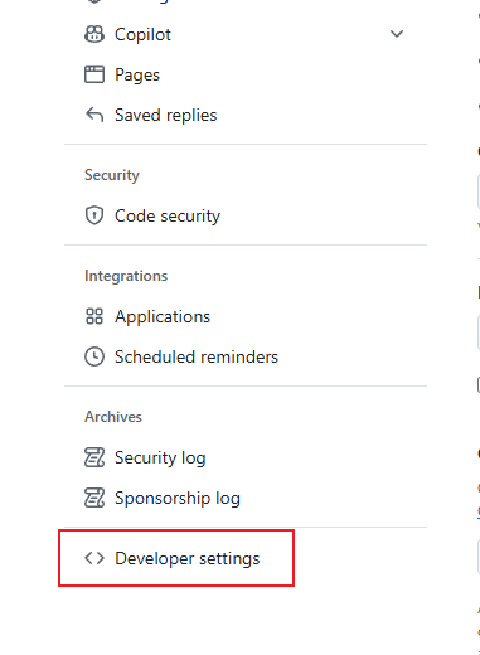 Copilot
Pages
Saved replies
Security
Code security
Integrations
Applications
Scheduled reminders
Archives
Security log
Sponsorship log
Developer settings